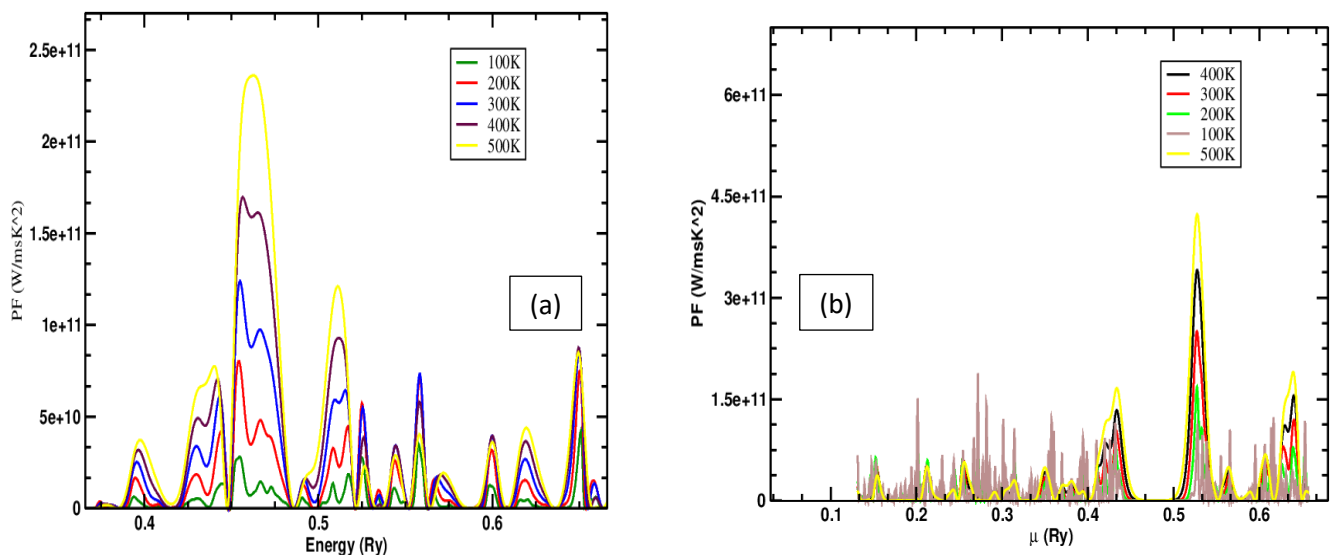 2.5e+11
2e+11
1.5e+11
1e+11
5e+10
0
PF (W/msK^2)
100K
200K
300K
400K
500K
(a)
0.4
0.5
0.6
Energy (Ry)
6e+11
4.5e+11
3e+11
1.5e+11
0
PF (W/msK^2)
400K
300K
200K
100K
500K
(b)
0.1
0.2
0.3
0.4
0.5
0.6
μ (Ry)